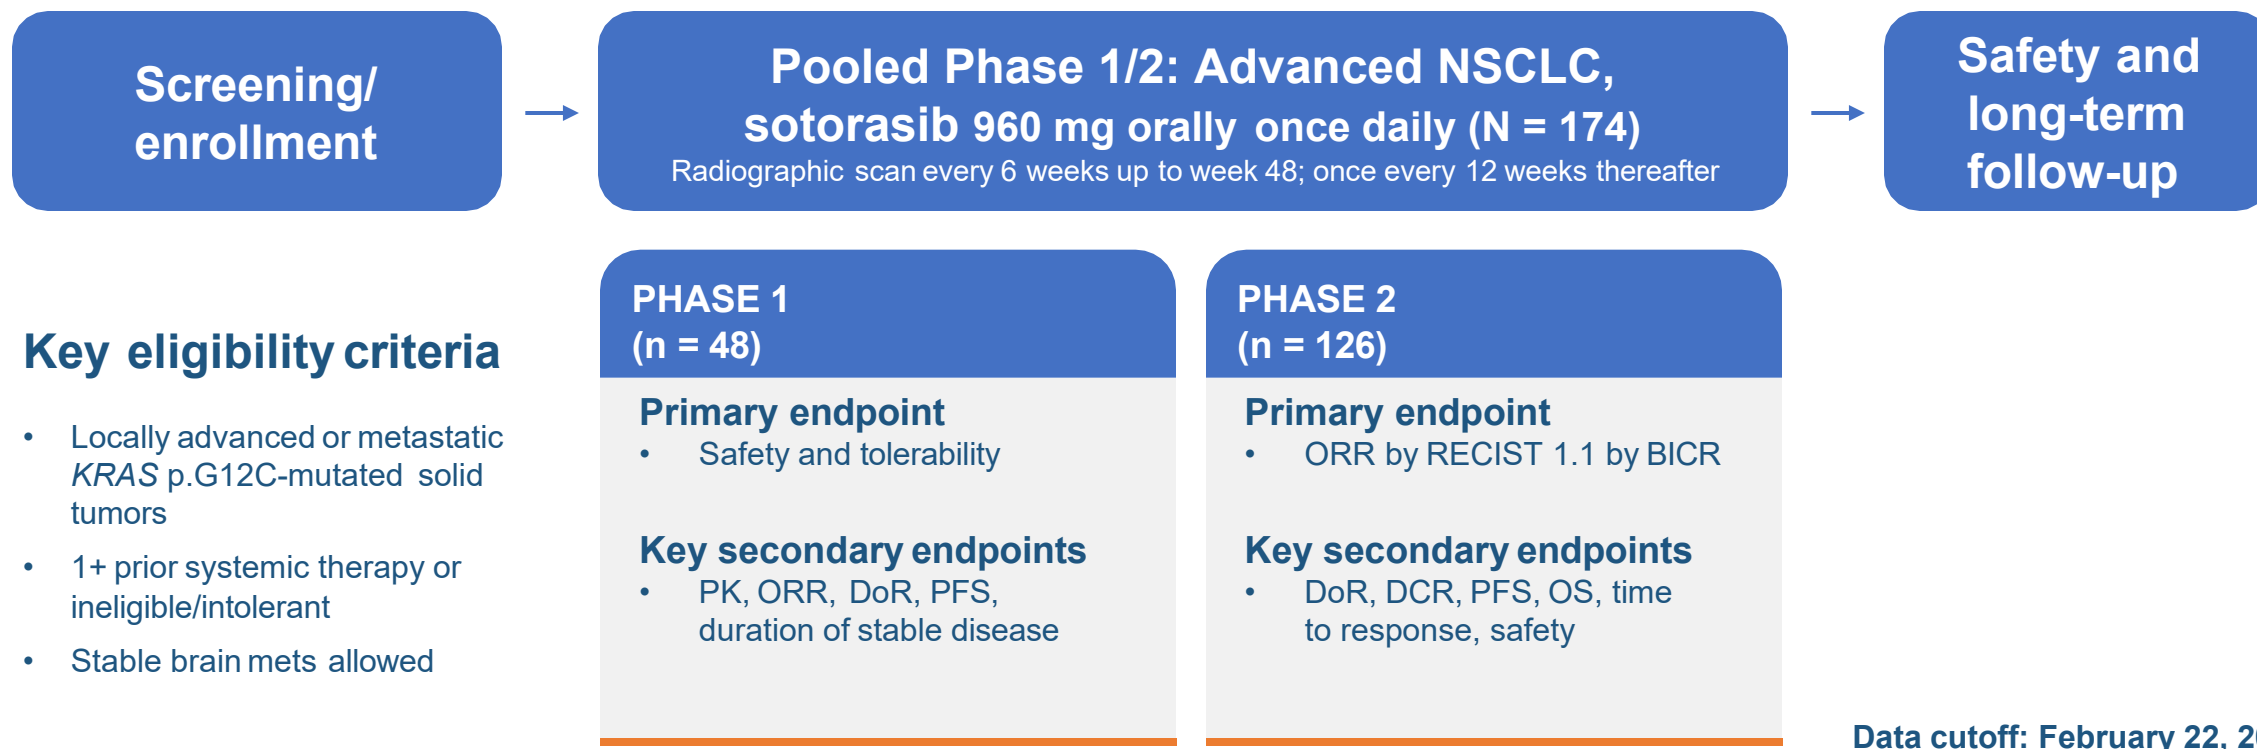 Screening/
enrollment
Pooled Phase 1/2: Advanced NSCLC,
sotorasib 960 mg orally once daily (N = 174)
Radiographic scan every 6 weeks up to week 48; once every 12 weeks thereafter
Safety and
long-term
follow-up
Key eligibility criteria
• Locally advanced or metastatic
KRAS p.G12C-mutated solid
tumors
• 1+ prior systemic therapy or
ineligible/intolerant
• Stable brain mets allowed
PHASE 1
(n = 48)
Primary endpoint
• Safety and tolerability
Key secondary endpoints
• PK, ORR, DoR, PFS,
duration of stable disease
PHASE 2
(n = 126)
Primary endpoint
• ORR by RECIST 1.1 by BICR
Key secondary endpoints
• DoR, DCR, PFS, OS, time
to response, safety
Data cutoff: February 22,